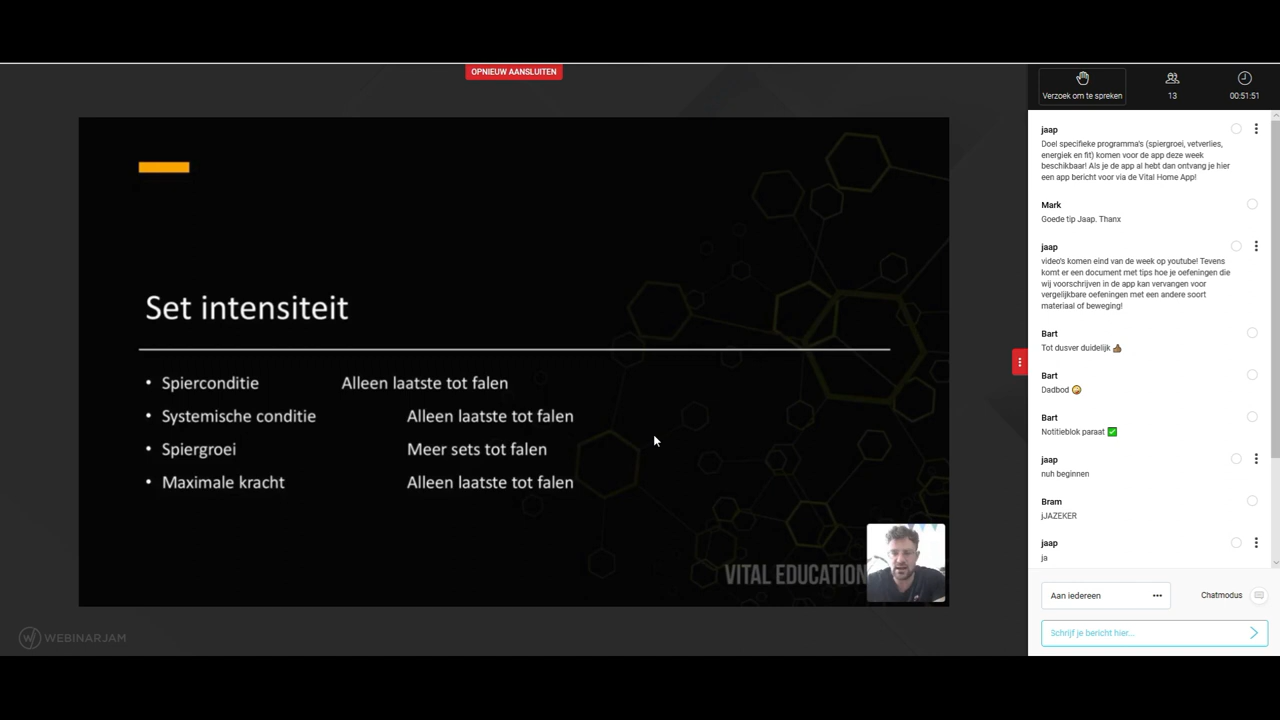 OPNIEUW AANSLUITEN
Verzoek om te spreken
13
00:51:51
Set intensiteit
• Spierconditie Alleen laatste tot falen
• Systemische conditie Alleen laatste tot falen
• Spiergroei Meer sets tot falen
• Maximale kracht Alleen laatste tot falen
VITAL EDUCATION
WEBINARJAM
jaap
Doel specifieke programma's (spiergroei, vetverlies,
energiek en fit) komen voor de app deze week
beschikbaar! Als je de app al hebt dan ontvang je hier
een app bericht voor via de Vital Home App!
Mark
Goede tip Jaap. Thanx
jaap
video's komen eind van de week op youtube! Tevens
komt er een document met tips hoe je oefeningen die
wij voorschrijven in de app kan vervangen voor
vergelijkbare oefeningen met een andere soort
materiaal of beweging!
Bart
Tot dusver duidelijk 👍🏾
Bart
Dadbod 🤪
Bart
Notitieblok paraat ✅
jaap
nuh beginnen
Bram
jJAZEKER
jaap
ja
Aan iedereen
Chatmodus
Schrijf je bericht hier...